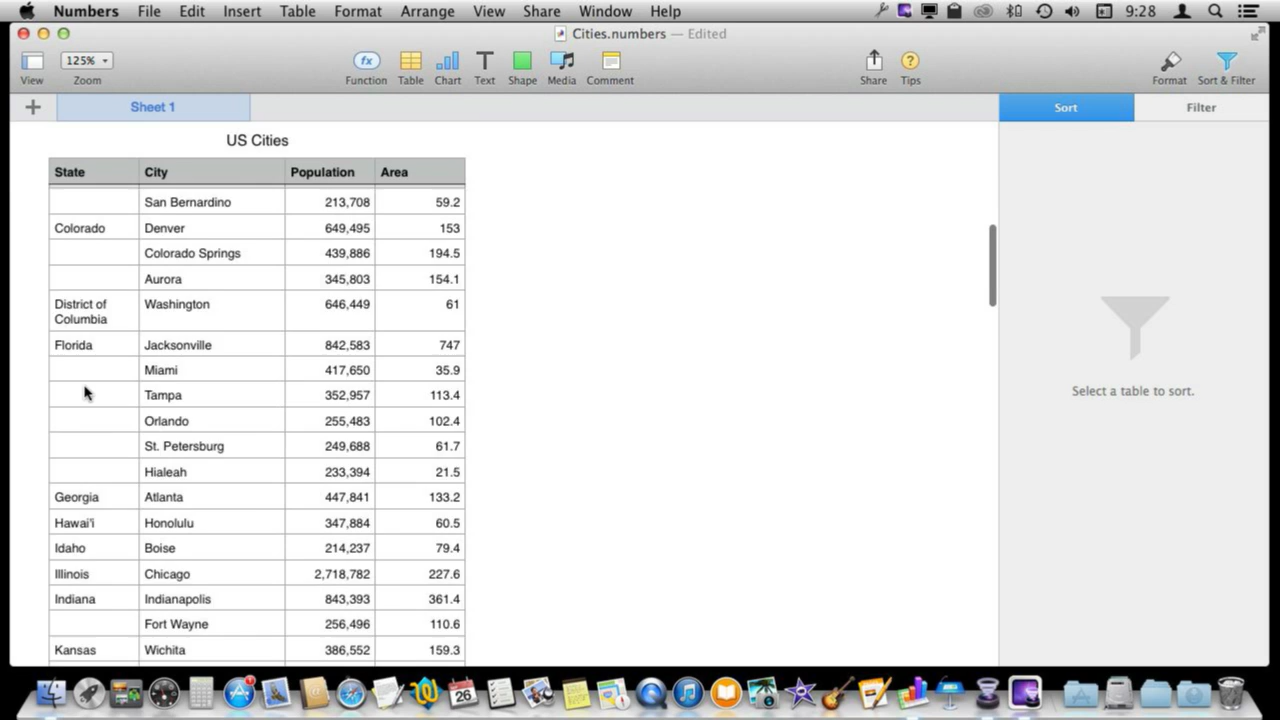 Numbers File Edit Insert Table Format Arrange View Share Window Help 9:28
Cities.numbers — Edited
125%
View Zoom fx Function Table Chart Text Shape Media Comment Share Tips Format Sort & Filter
Sheet 1 Sort Filter
US Cities
State City Population Area
San Bernardino 213,708 59.2
Colorado Denver 649,495 153
Colorado Springs 439,886 194.5
Aurora 345,803 154.1
District of Columbia Washington 646,449 61
Florida Jacksonville 842,583 747
Miami 417,650 35.9
Tampa 352,957 113.4
Orlando 255,483 102.4
St. Petersburg 249,688 61.7
Hialeah 233,394 21.5
Georgia Atlanta 447,841 133.2
Hawai'i Honolulu 347,884 60.5
Idaho Boise 214,237 79.4
Illinois Chicago 2,718,782 227.6
Indiana Indianapolis 843,393 361.4
Fort Wayne 256,496 110.6
Kansas Wichita 386,552 159.3
Select a table to sort.
26